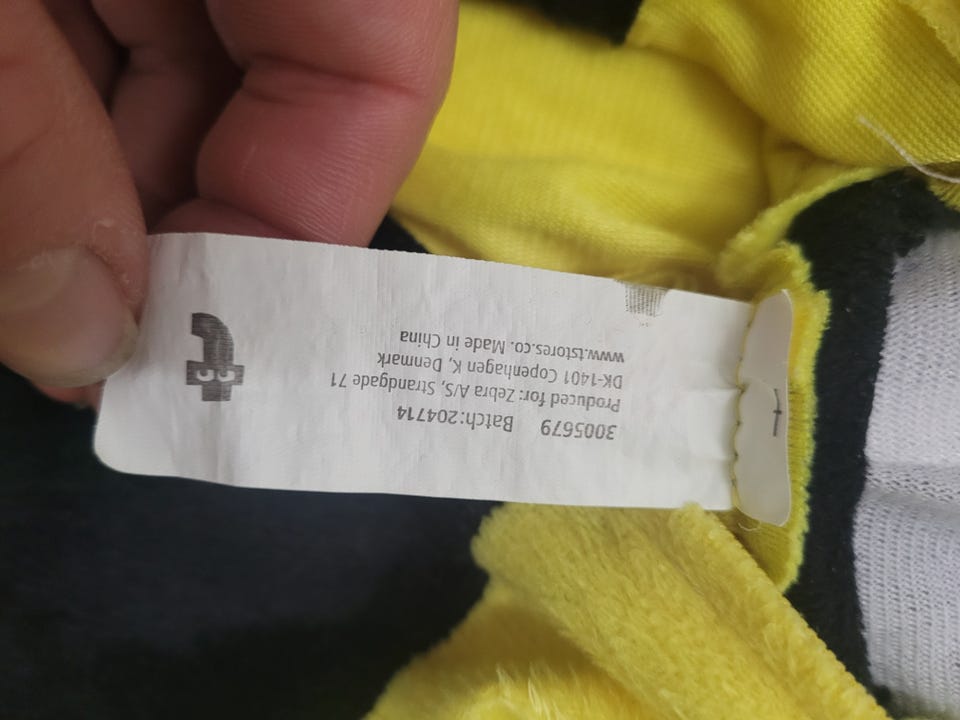 3005679 Batch:204714
Produced for: Zebra A/S, Strandgade 71
DK-1401 Copenhagen K, Denmark
www.tstores.co. Made in China